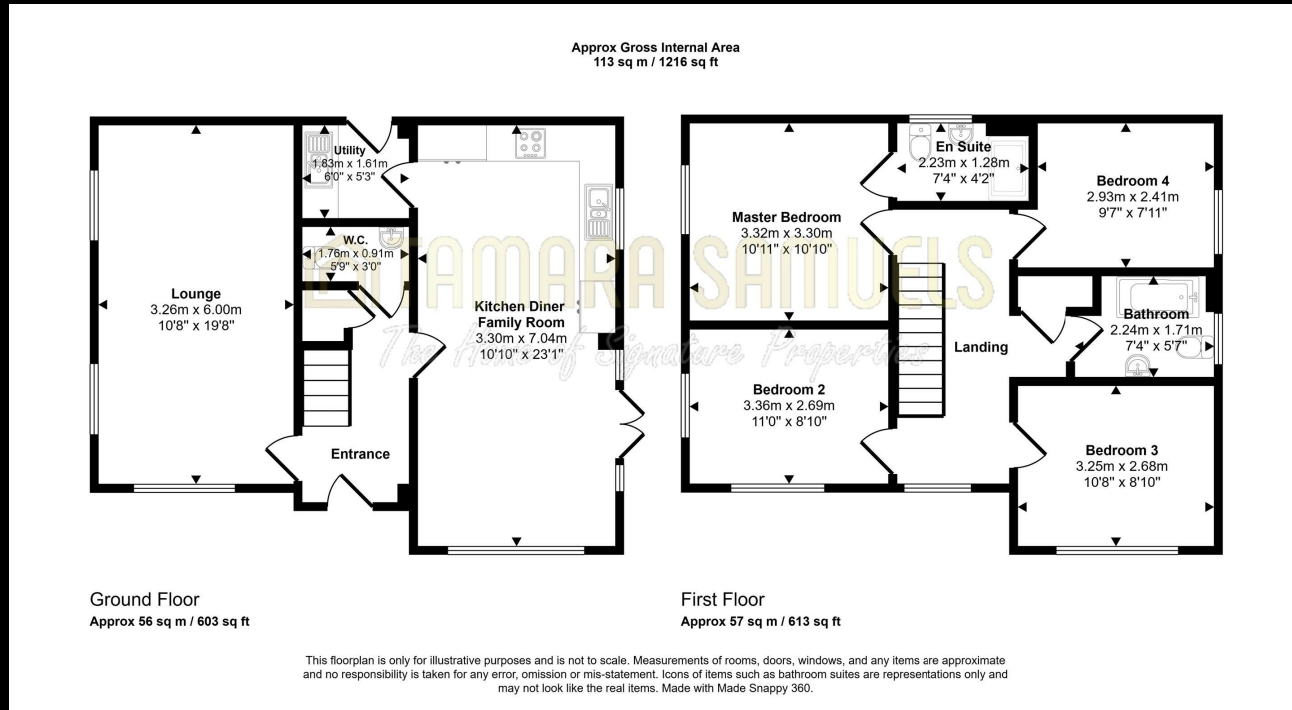 Approx Gross Internal Area
113 sq m / 1216 sq ft
Utility
1.83m x 1.61m
6'0" x 5'3"
W.C.
1.76m x 0.91m
5'9" x 3'0"
Lounge
3.26m x 6.00m
10'8" x 19'8"
Kitchen Diner
Family Room
3.30m x 7.04m
10'10" x 23'1"
Entrance
En Suite
2.23m x 1.28m
7'4" x 4'2"
Master Bedroom
3.32m x 3.30m
10'11" x 10'10"
Bedroom 4
2.93m x 2.41m
9'7" x 7'11"
Bathroom
2.24m x 1.71m
7'4" x 5'7"
Landing
Bedroom 2
3.36m x 2.69m
11'0" x 8'10"
Bedroom 3
3.25m x 2.68m
10'8" x 8'10"
TAMARA SAMUELS
The Home of Signature Properties
Ground Floor
Approx 56 sq m / 603 sq ft
First Floor
Approx 57 sq m / 613 sq ft
This floorplan is only for illustrative purposes and is not to scale. Measurements of rooms, doors, windows, and any items are approximate
and no responsibility is taken for any error, omission or mis-statement. Icons of items such as bathroom suites are representations only and
may not look like the real items. Made with Made Snappy 360.